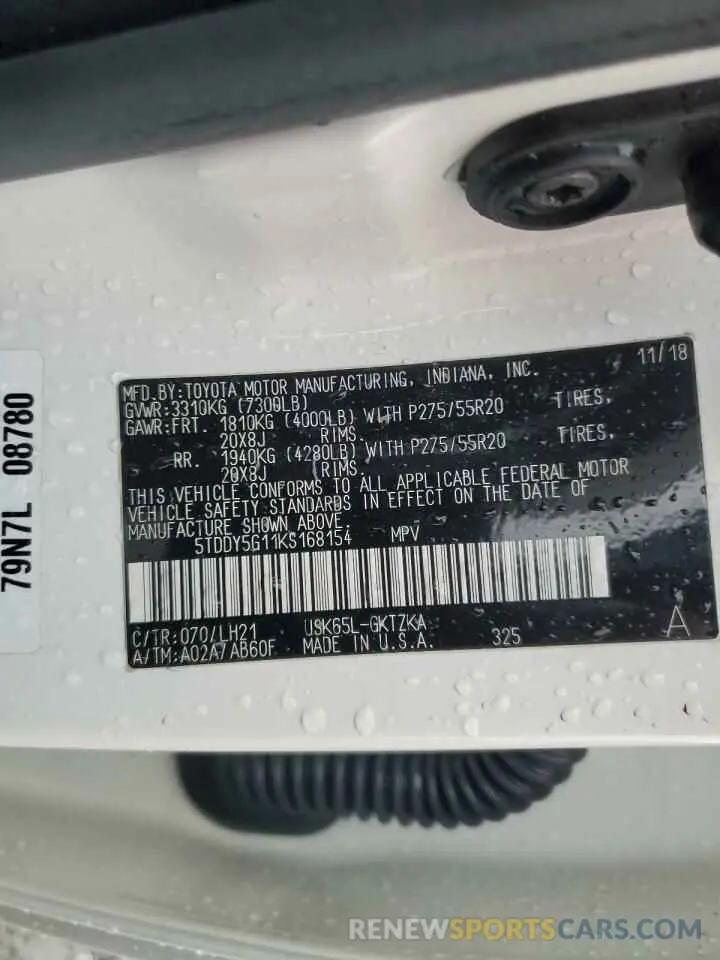 79N7L 08780
MFD.BY:TOYOTA MOTOR MANUFACTURING, INDIANA, INC. 11/18
GVWR:3310KG (7300LB)
GAWR:FRT. 1810KG (4000LB) WITH P275/55R20 TIRES,
20X8J RIMS.
RR. 1940KG (4280LB) WITH P275/55R20 TIRES,
20X8J RIMS.
THIS VEHICLE CONFORMS TO ALL APPLICABLE FEDERAL MOTOR
VEHICLE SAFETY STANDARDS IN EFFECT ON THE DATE OF
MANUFACTURE SHOWN ABOVE.
5TDDY5G11KS168154 MPV
C/TR:070/LH21 USK65L-GKTZKA
A/TM:A02A/AB60F MADE IN U.S.A. 325 A
RENEWSPORTSCARS.COM